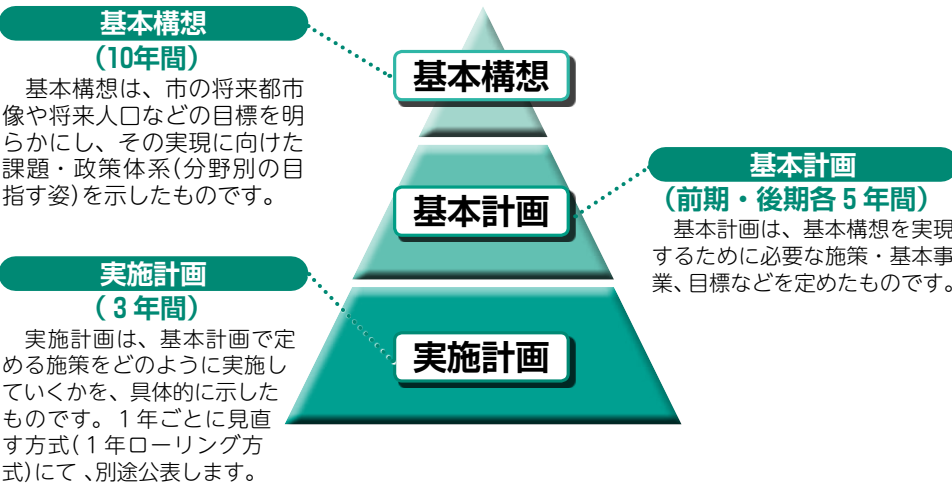 基本構想
(10年間)
基本構想は、市の将来都市
像や将来人口などの目標を明
らかにし、その実現に向けた
課題・政策体系(分野別の目
指す姿)を示したものです。
基本構想
基本計画
実施計画
基本計画
(前期・後期各5年間)
基本計画は、基本構想を実現
するために必要な施策・基本事
業、目標などを定めたものです。
実施計画
(3年間)
実施計画は、基本計画で定
める施策をどのように実施し
ていくかを、具体的に示した
ものです。1年ごとに見直
す方式(1年ローリング方
式)にて、別途公表します。